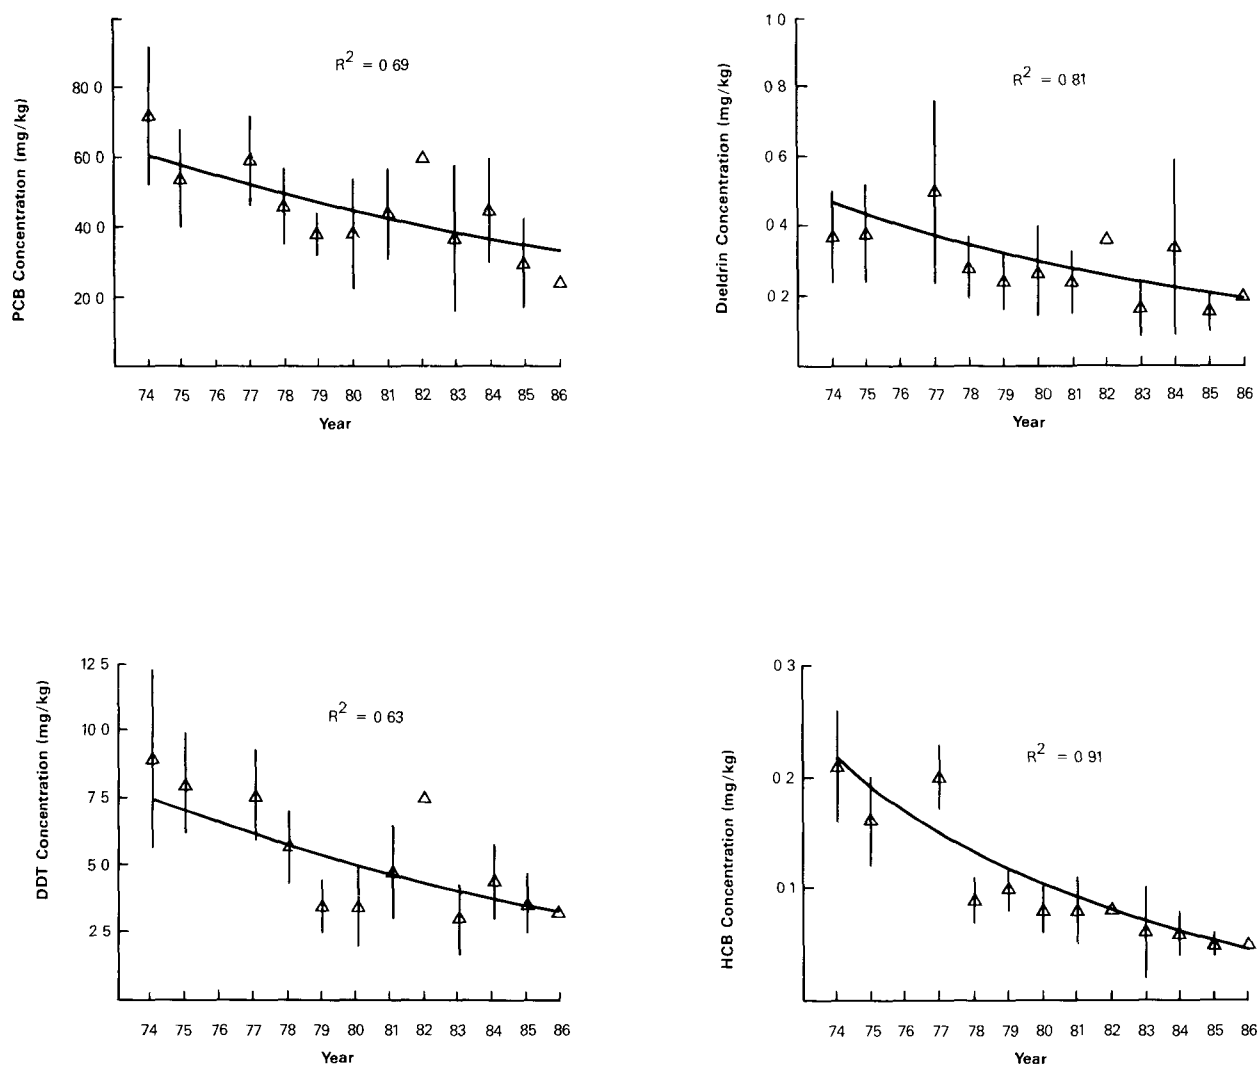 PCB Concentration (mg/kg)
80 0
60 0
40 0
20 0
R² = 0 69
74 75 76 77 78 79 80 81 82 83 84 85 86
Year
Dieldrin Concentration (mg/kg)
1 0
0 8
0 6
0 4
0 2
R² = 0 81
74 75 76 77 78 79 80 81 82 83 84 85 86
Year
DDT Concentration (mg/kg)
12 5
10 0
7 5
5 0
2 5
R² = 0 63
74 75 76 77 78 79 80 81 82 83 84 85 86
Year
HCB Concentration (mg/kg)
0 3
0 2
0 1
R² = 0 91
74 75 76 77 78 79 80 81 82 83 84 85 86
Year